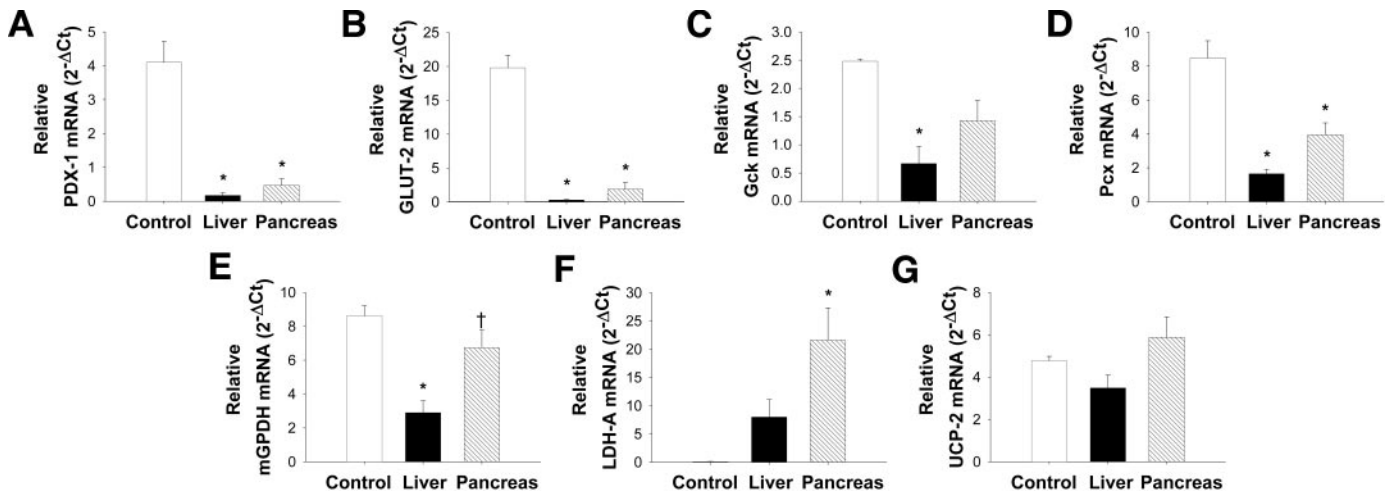 A
Relative
PDX-1 mRNA (2^-ΔCt)
5
4
3
2
1
0
Control Liver Pancreas
*
*
B
Relative
GLUT-2 mRNA (2^-ΔCt)
25
20
15
10
5
0
Control Liver Pancreas
*
*
C
Relative
Gck mRNA (2^-ΔCt)
3.0
2.5
2.0
1.5
1.0
0.5
0.0
Control Liver Pancreas
*
D
Relative
Pcx mRNA (2^-ΔCt)
10
8
6
4
2
0
Control Liver Pancreas
*
*
E
Relative
mGPDH mRNA (2^-ΔCt)
10
8
6
4
2
0
Control Liver Pancreas
*
†
F
Relative
LDH-A mRNA (2^-ΔCt)
30
25
20
15
10
5
0
Control Liver Pancreas
*
G
Relative
UCP-2 mRNA (2^-ΔCt)
8
6
4
2
0
Control Liver Pancreas